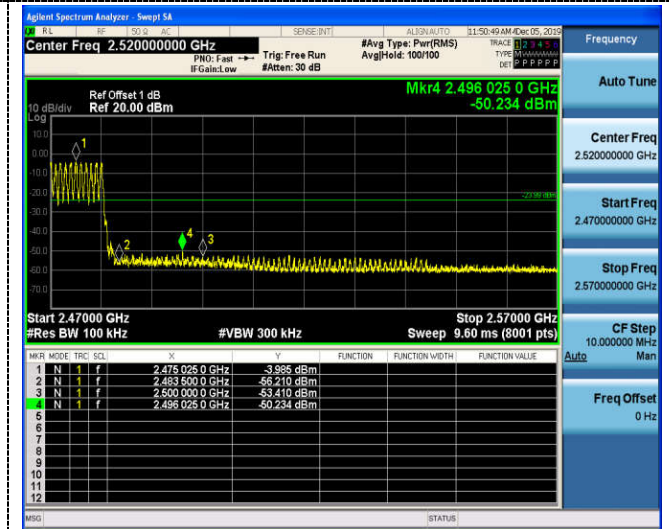 Agilent Spectrum Analyzer - Swept SA
RL RF 50 Ω AC SENSE:INT ALIGN AUTO 11:50:49 AM Dec 05, 2019
Center Freq 2.520000000 GHz
PNO: Fast
IFGain:Low
Trig: Free Run
#Atten: 30 dB
#Avg Type: Pwr(RMS)
Avg|Hold: 100/100
TRACE 1 2 3 4 5 6
TYPE M W W W W W
DET P P P P P P
Ref Offset 1 dB
10 dB/div Ref 20.00 dBm
Log
Mkr4 2.496 025 0 GHz
-50.234 dBm
10.0
0.00
-10.0
-20.0
-30.0
-40.0
-50.0
-60.0
-70.0
1
2
4
3
-23.99 dBm
Start 2.47000 GHz Stop 2.57000 GHz
#Res BW 100 kHz #VBW 300 kHz Sweep 9.60 ms (8001 pts)
MKR MODE TRC SCL X Y FUNCTION FUNCTION WIDTH FUNCTION VALUE
1 N 1 f 2.475 025 0 GHz -3.985 dBm
2 N 1 f 2.483 500 0 GHz -56.210 dBm
3 N 1 f 2.500 000 0 GHz -53.410 dBm
4 N 1 f 2.496 025 0 GHz -50.234 dBm
5
6
7
8
9
10
11
12
MSG STATUS
Frequency
Auto Tune
Center Freq
2.520000000 GHz
Start Freq
2.470000000 GHz
Stop Freq
2.570000000 GHz
CF Step
10.000000 MHz
Auto Man
Freq Offset
0 Hz